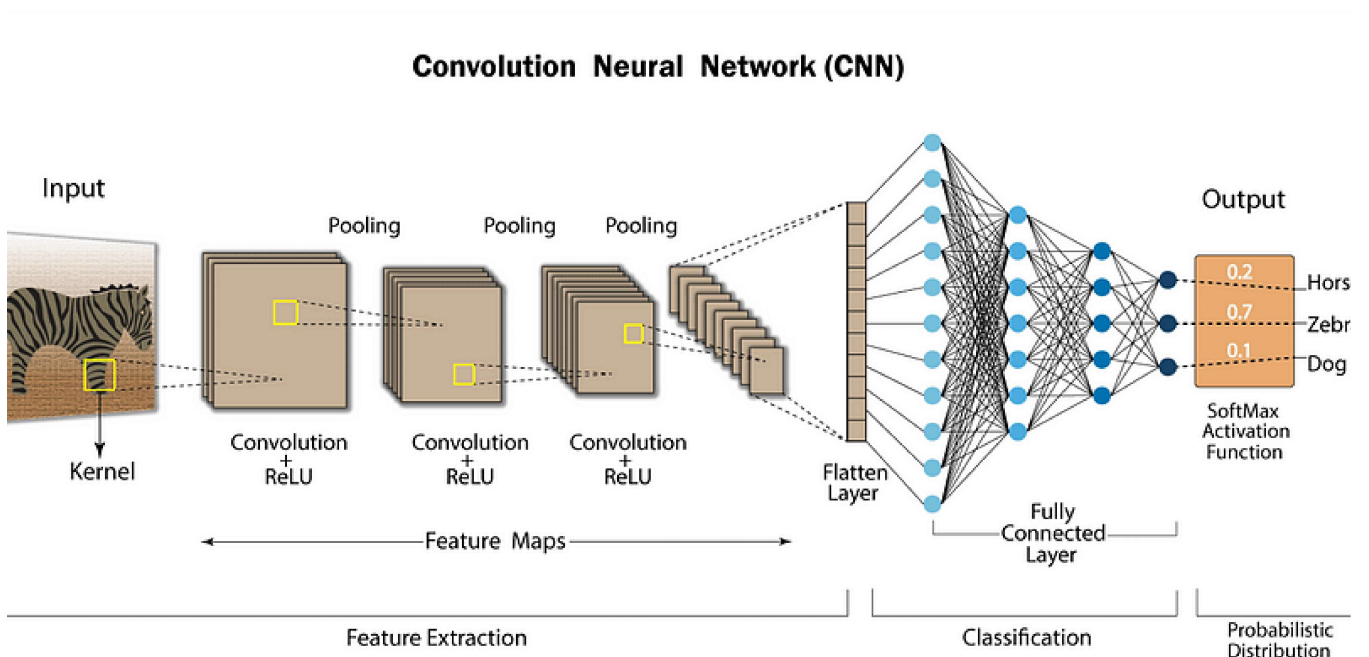 Convolution Neural Network (CNN)
Input
Pooling
Pooling
Pooling
Output
0.2
Hors
0.7
Zebr
0.1
Dog
Kernel
Convolution
+
ReLU
Convolution
+
ReLU
Convolution
+
ReLU
Flatten
Layer
SoftMax
Activation
Function
Feature Maps
Fully
Connected
Layer
Feature Extraction
Classification
Probabilistic
Distribution